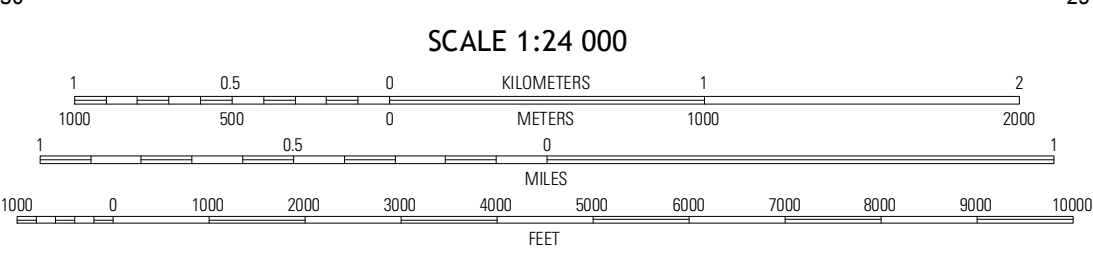 SCALE 1:24 000
1 0.5 0 KILOMETERS 1 2
1000 500 0 METERS 1000 2000
1 0.5 0 1
MILES
1000 0 1000 2000 3000 4000 5000 6000 7000 8000 9000 10000
FEET